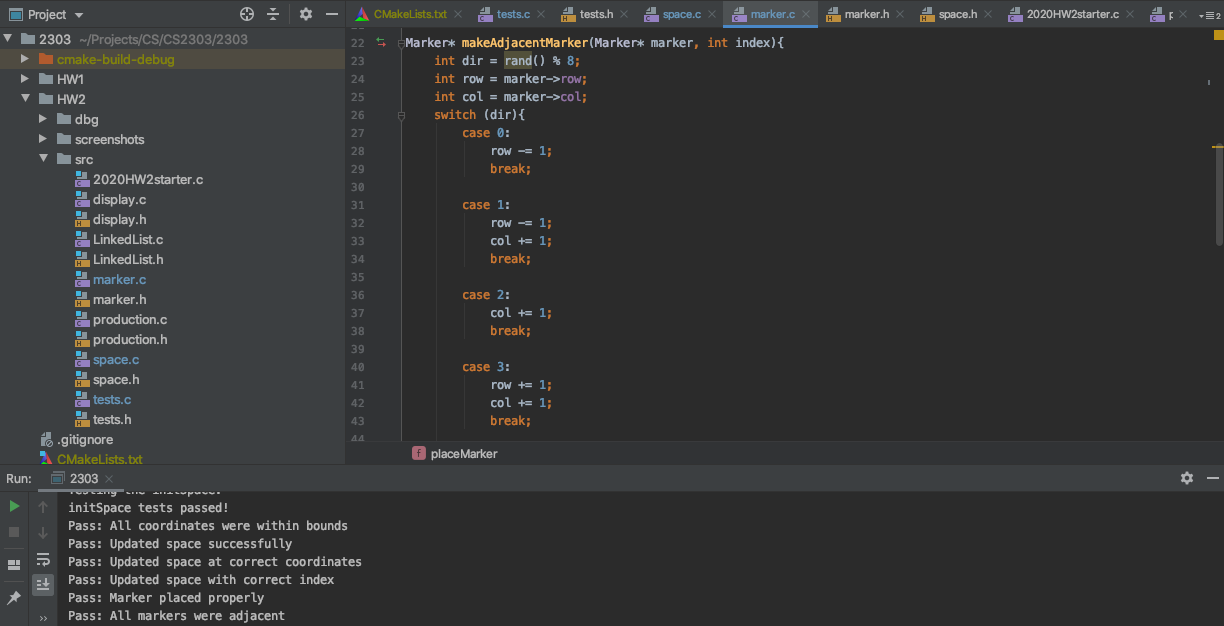 Project
CMakeLists.txt
tests.c
tests.h
space.c
marker.c
marker.h
space.h
2020HW2starter.c
2
2303 ~/Projects/CS/CS2303/2303
cmake-build-debug
HW1
HW2
dbg
screenshots
src
2020HW2starter.c
display.c
display.h
LinkedList.c
LinkedList.h
marker.c
marker.h
production.c
production.h
space.c
space.h
tests.c
tests.h
.gitignore
CMakeLists.txt
22 Marker* makeAdjacentMarker(Marker* marker, int index){
23 int dir = rand() % 8;
24 int row = marker->row;
25 int col = marker->col;
26 switch (dir){
27 case 0:
28 row -= 1;
29 break;
30
31 case 1:
32 row -= 1;
33 col += 1;
34 break;
35
36 case 2:
37 col += 1;
38 break;
39
40 case 3:
41 row += 1;
42 col += 1;
43 break;
44
f placeMarker
Run: 2303
Testing the initSpace.
initSpace tests passed!
Pass: All coordinates were within bounds
Pass: Updated space successfully
Pass: Updated space at correct coordinates
Pass: Updated space with correct index
Pass: Marker placed properly
Pass: All markers were adjacent